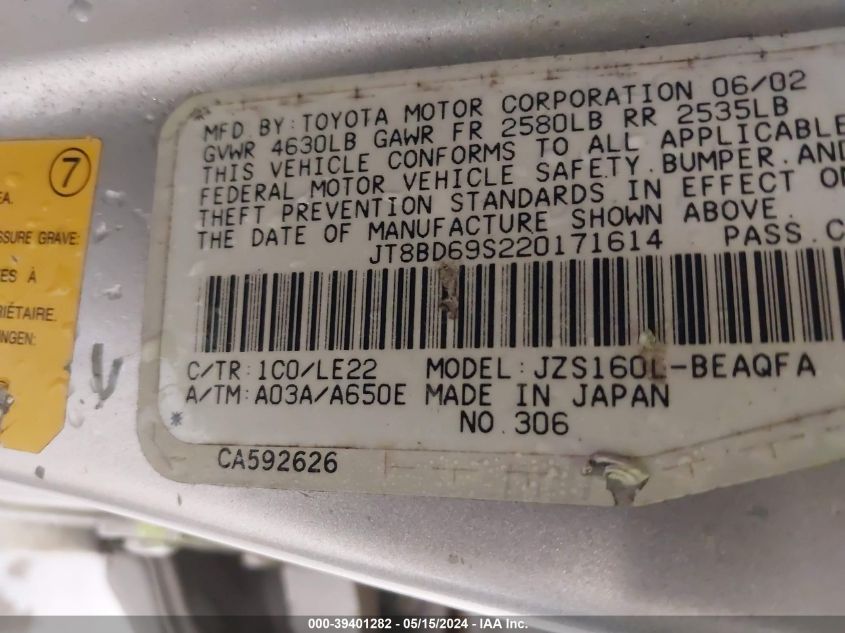 MFD BY: TOYOTA MOTOR CORPORATION 06/02
GVWR 4630LB GAWR FR 2580LB RR 2535LB
THIS VEHICLE CONFORMS TO ALL APPLICABLE
FEDERAL MOTOR VEHICLE SAFETY. BUMPER. AND
THEFT PREVENTION STANDARDS IN EFFECT ON
THE DATE OF MANUFACTURE SHOWN ABOVE.
JT8BD69S220171614 PASS.C
C/TR: 1C0/LE22 MODEL: JZS160L-BEAQFA
A/TM: A03A/A650E MADE IN JAPAN
* NO. 306
CA592626
7
EA.
SSURE GRAVE:
ES À
RIÉTAIRE.
NGEN:
000-39401282 - 05/15/2024 - IAA Inc.